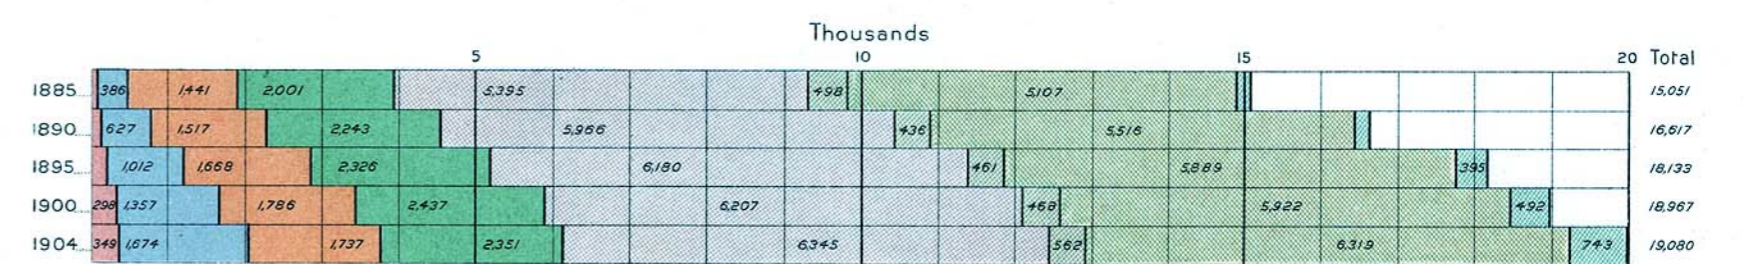 Thousands
5 10 15 20 Total
1885 386 1,441 2,001 5,395 498 5,107 15,051
1890 627 1,517 2,243 5,966 436 5,516 16,617
1895 1,012 1,668 2,326 6,180 461 5,889 395 18,133
1900 298 1,357 1,786 2,437 6,207 468 5,922 492 18,967
1904 349 1,674 1,737 2,351 6,345 562 6,319 743 19,080